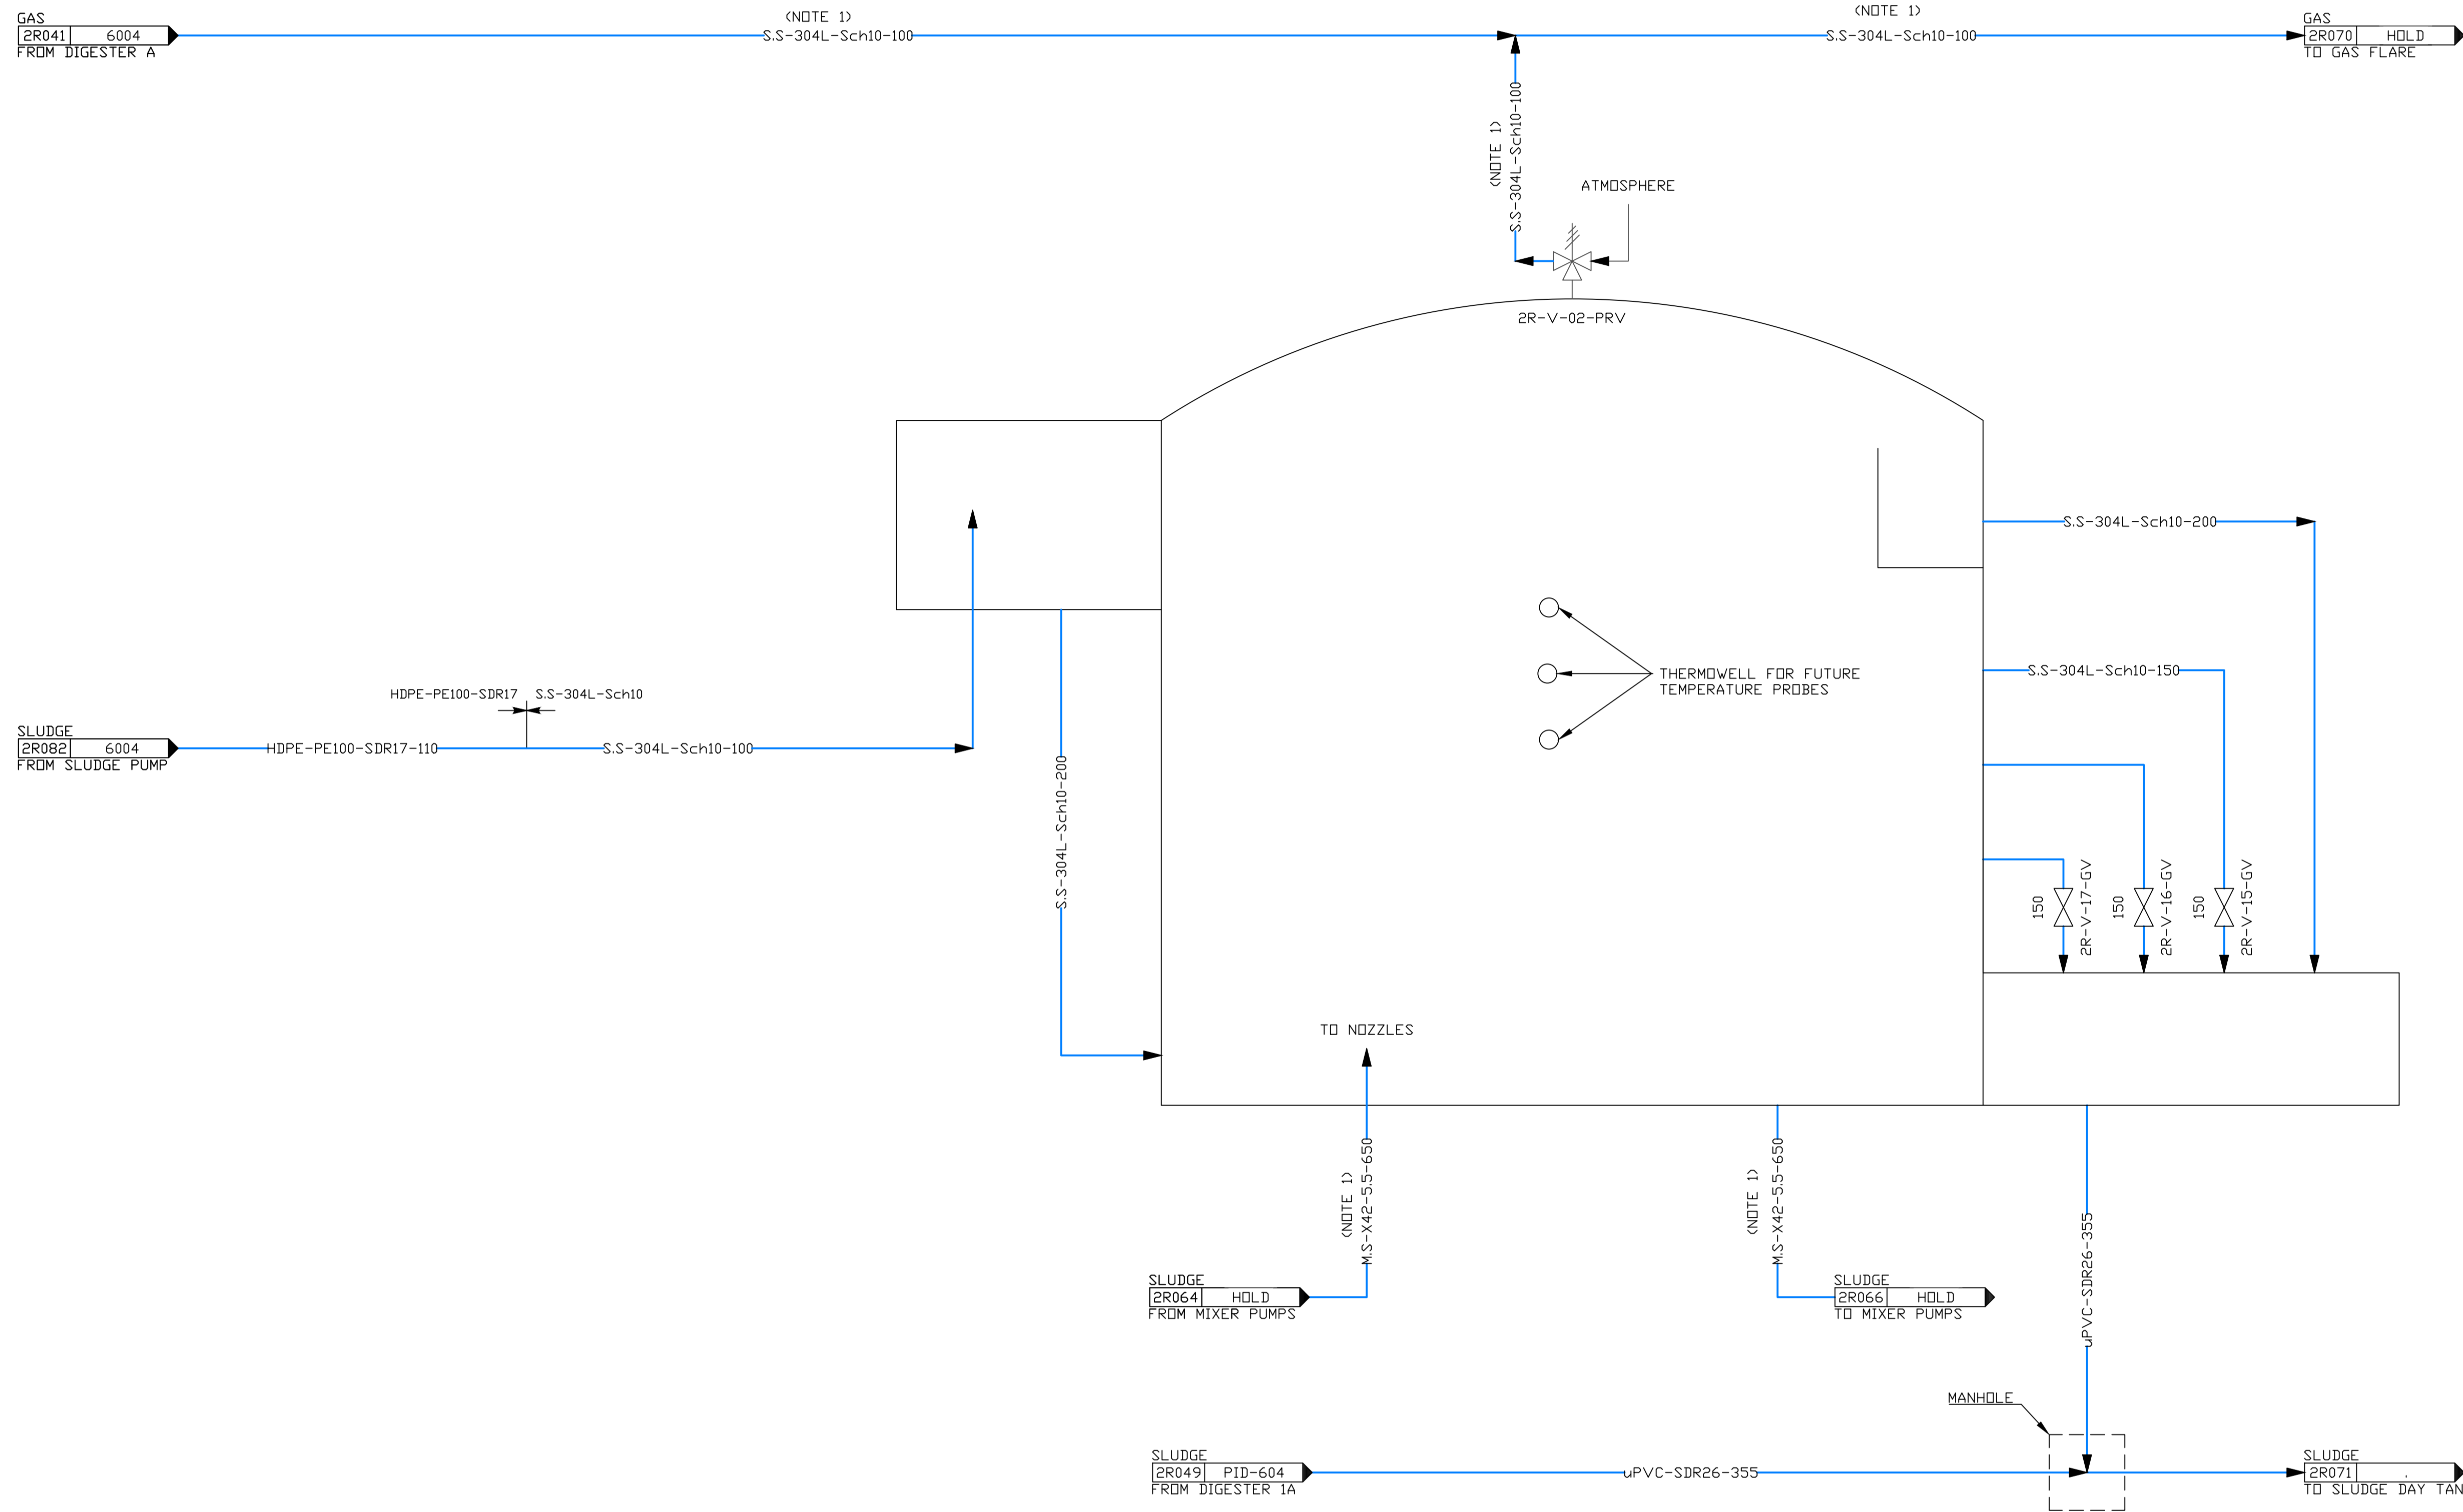 GAS
2R041 6004
FROM DIGESTER A
(NOTE 1)
S.S-304L-Sch10-100
(NOTE 1)
S.S-304L-Sch10-100
GAS
2R070 HOLD
TO GAS FLARE
(NOTE 1)
S.S-304L-Sch10-100
ATMOSPHERE
2R-V-02-PRV
S.S-304L-Sch10-200
THERMOWELL FOR FUTURE
TEMPERATURE PROBES
S.S-304L-Sch10-150
HDPE-PE100-SDR17 S.S-304L-Sch10
SLUDGE
2R082 6004
FROM SLUDGE PUMP
HDPE-PE100-SDR17-110
S.S-304L-Sch10-100
S.S-304L-Sch10-200
150
2R-V-17-GV
150
2R-V-16-GV
150
2R-V-15-GV
TO NOZZLES
(NOTE 1)
M.S-X42-5.5-650
(NOTE 1)
M.S-X42-5.5-650
uPVC-SDR26-355
SLUDGE
2R064 HOLD
FROM MIXER PUMPS
SLUDGE
2R066 HOLD
TO MIXER PUMPS
MANHOLE
SLUDGE
2R049 PID-604
FROM DIGESTER 1A
uPVC-SDR26-355
SLUDGE
2R071
TO SLUDGE DAY TAN